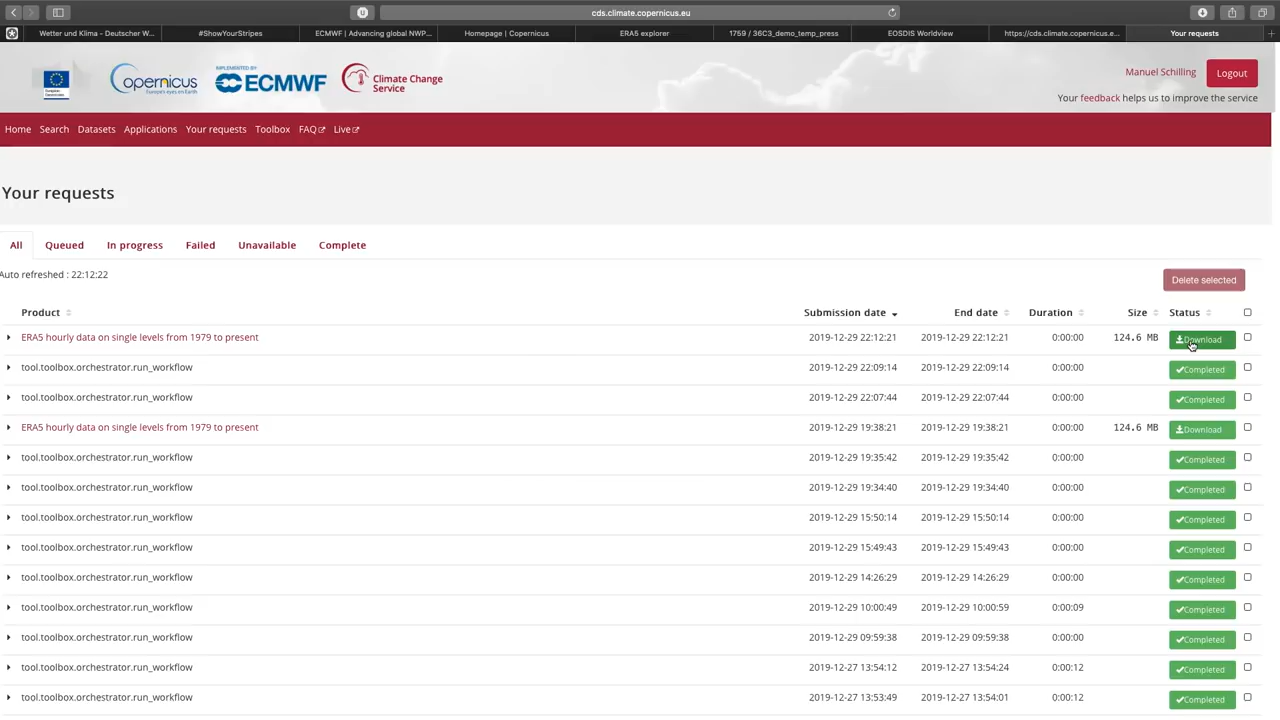 cds.climate.copernicus.eu
Wetter und Klima - Deutscher W... #ShowYourStripes ECMWF | Advancing global NWP... Homepage | Copernicus ERA5 explorer 1759 / 36C3_demo_temp_press EOSDIS Worldview https://cds.climate.copernicus.e... Your requests
IMPLEMENTED BY
opernicus ECMWF Climate Change Service
Europe's eyes on Earth
Manuel Schilling Logout
Your feedback helps us to improve the service
Home Search Datasets Applications Your requests Toolbox FAQ Live
Your requests
All Queued In progress Failed Unavailable Complete
Auto refreshed : 22:12:22
Delete selected
Product Submission date End date Duration Size Status
ERA5 hourly data on single levels from 1979 to present 2019-12-29 22:12:21 2019-12-29 22:12:21 0:00:00 124.6 MB Download
tool.toolbox.orchestrator.run_workflow 2019-12-29 22:09:14 2019-12-29 22:09:14 0:00:00 Completed
tool.toolbox.orchestrator.run_workflow 2019-12-29 22:07:44 2019-12-29 22:07:44 0:00:00 Completed
ERA5 hourly data on single levels from 1979 to present 2019-12-29 19:38:21 2019-12-29 19:38:21 0:00:00 124.6 MB Download
tool.toolbox.orchestrator.run_workflow 2019-12-29 19:35:42 2019-12-29 19:35:42 0:00:00 Completed
tool.toolbox.orchestrator.run_workflow 2019-12-29 19:34:40 2019-12-29 19:34:40 0:00:00 Completed
tool.toolbox.orchestrator.run_workflow 2019-12-29 15:50:14 2019-12-29 15:50:14 0:00:00 Completed
tool.toolbox.orchestrator.run_workflow 2019-12-29 15:49:43 2019-12-29 15:49:43 0:00:00 Completed
tool.toolbox.orchestrator.run_workflow 2019-12-29 14:26:29 2019-12-29 14:26:29 0:00:00 Completed
tool.toolbox.orchestrator.run_workflow 2019-12-29 10:00:49 2019-12-29 10:00:59 0:00:09 Completed
tool.toolbox.orchestrator.run_workflow 2019-12-29 09:59:38 2019-12-29 09:59:38 0:00:00 Completed
tool.toolbox.orchestrator.run_workflow 2019-12-27 13:54:12 2019-12-27 13:54:24 0:00:12 Completed
tool.toolbox.orchestrator.run_workflow 2019-12-27 13:53:49 2019-12-27 13:54:01 0:00:12 Completed